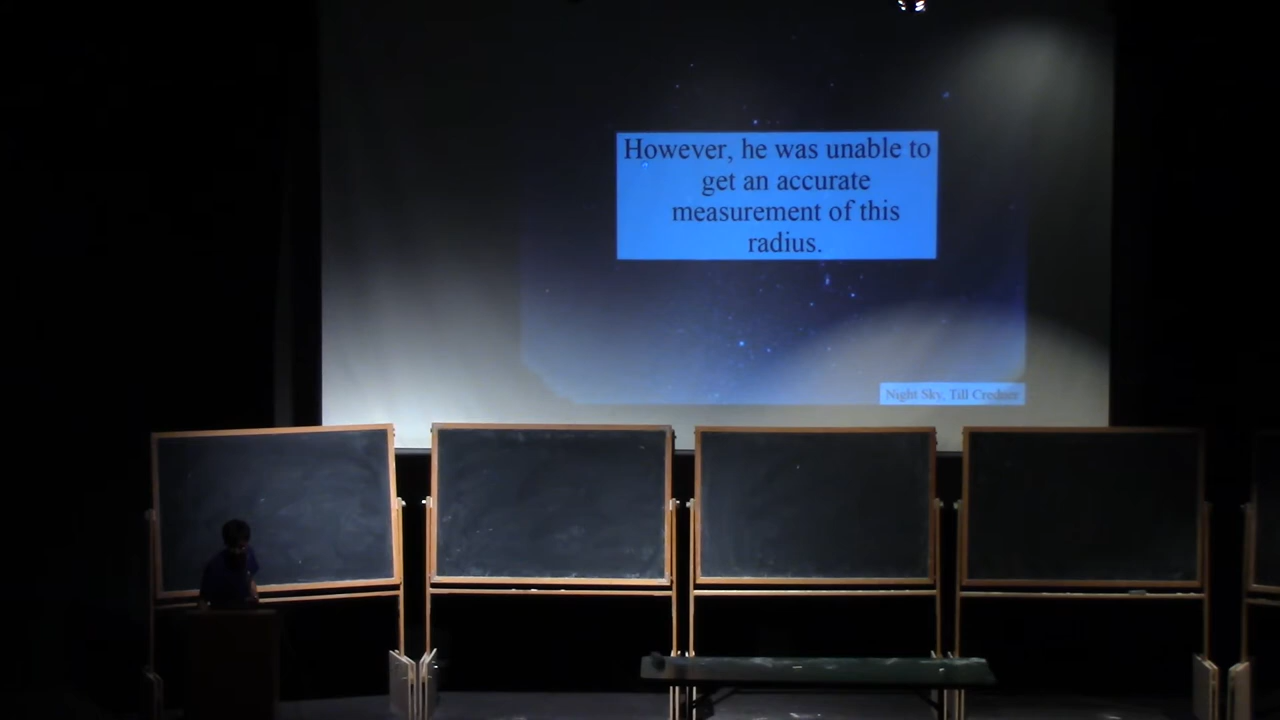 However, he was unable to
get an accurate
measurement of this
radius.
Night Sky, Till Credner